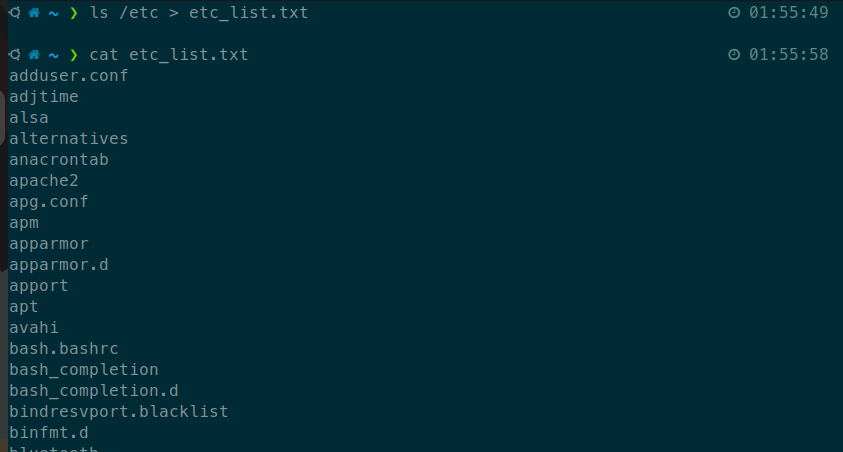 ~ ❯ ls /etc > etc_list.txt 01:55:49
~ ❯ cat etc_list.txt 01:55:58
adduser.conf
adjtime
alsa
alternatives
anacrontab
apache2
apg.conf
apm
apparmor
apparmor.d
apport
apt
avahi
bash.bashrc
bash_completion
bash_completion.d
bindresvport.blacklist
binfmt.d